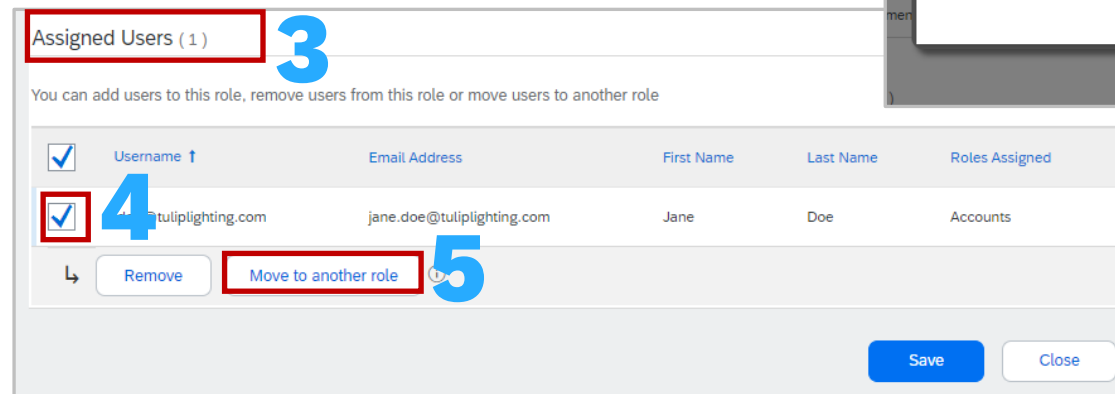 men
Assigned Users (1)
3
You can add users to this role, remove users from this role or move users to another role
)
Username ↑ Email Address First Name Last Name Roles Assigned
4
@tuliplighting.com jane.doe@tuliplighting.com Jane Doe Accounts
5
Remove Move to another role
Save Close